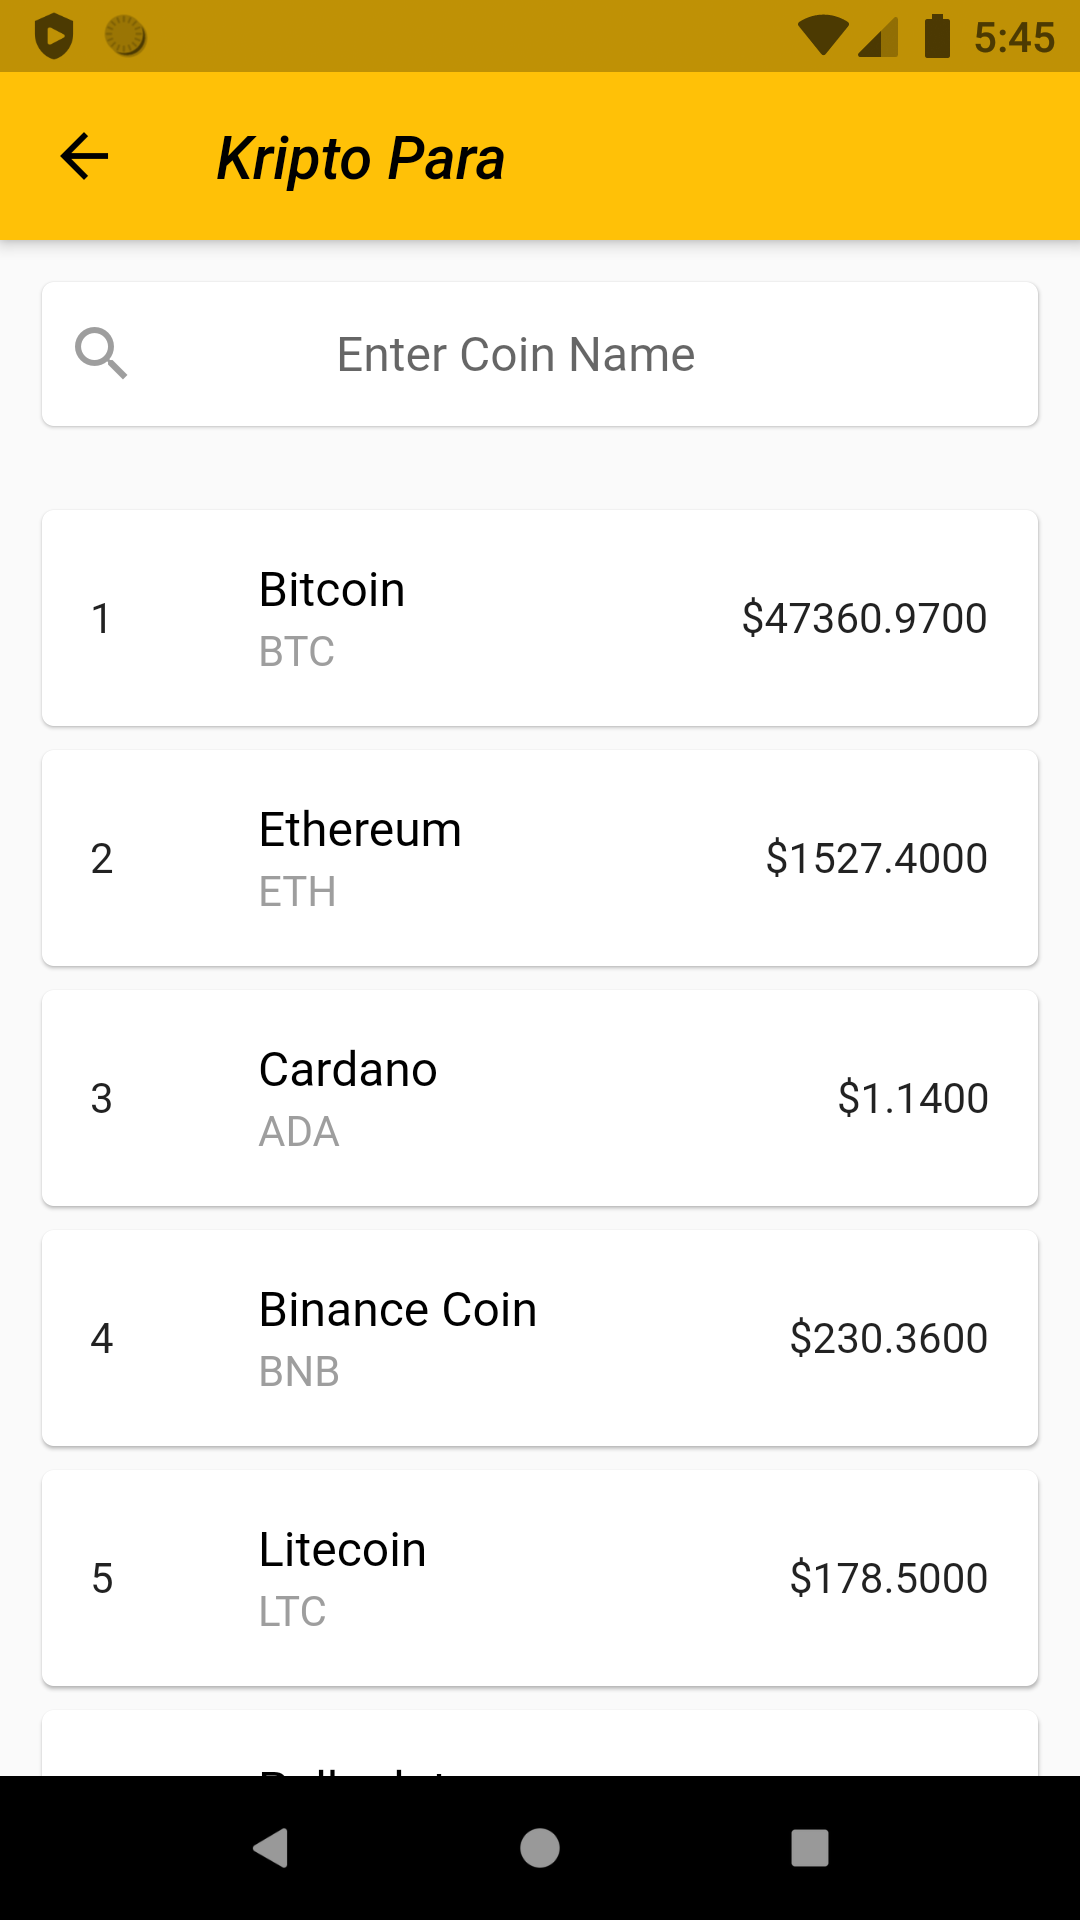 5:45
Kripto Para
Enter Coin Name
1
Bitcoin
BTC
$47360.9700
2
Ethereum
ETH
$1527.4000
3
Cardano
ADA
$1.1400
4
Binance Coin
BNB
$230.3600
5
Litecoin
LTC
$178.5000